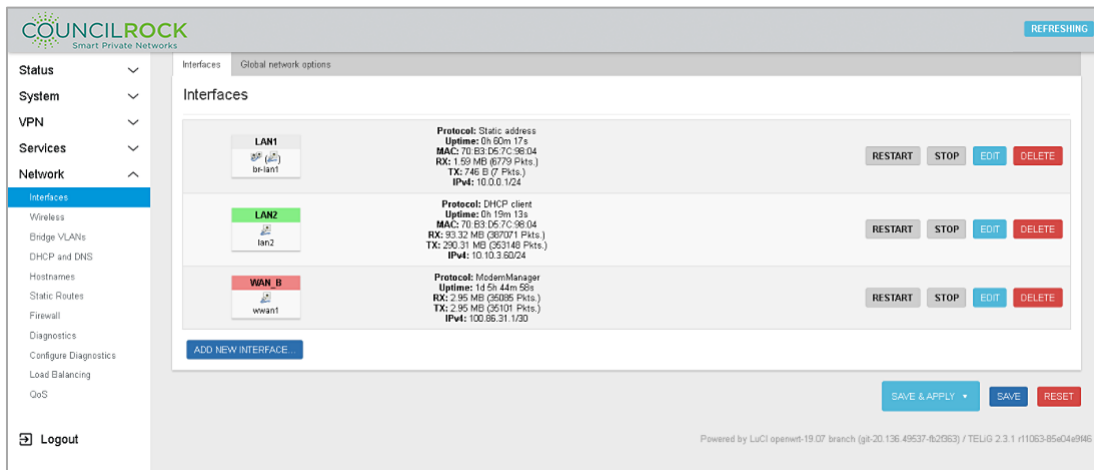 COUNCILROCK
Smart Private Networks
REFRESHING
Status
System
VPN
Services
Network
Interfaces
Wireless
Bridge VLANs
DHCP and DNS
Hostnames
Static Routes
Firewall
Diagnostics
Configure Diagnostics
Load Balancing
QoS
Logout
Interfaces Global network options
Interfaces
LAN1
br-lan1
Protocol: Static address
Uptime: 0h 60m 17s
MAC: 70:B3:D5:7C:98:04
RX: 1.59 MB (6779 Pkts.)
TX: 746 B (7 Pkts.)
IPv4: 10.0.0.1/24
RESTART STOP EDIT DELETE
LAN2
lan2
Protocol: DHCP client
Uptime: 0h 19m 13s
MAC: 70:B3:D5:7C:98:04
RX: 93.32 MB (387071 Pkts.)
TX: 290.31 MB (353148 Pkts.)
IPv4: 10.10.3.60/24
RESTART STOP EDIT DELETE
WAN_B
wwan1
Protocol: ModemManager
Uptime: 1d 5h 44m 58s
RX: 2.95 MB (35085 Pkts.)
TX: 2.95 MB (35101 Pkts.)
IPv4: 100.86.31.1/30
RESTART STOP EDIT DELETE
ADD NEW INTERFACE...
SAVE & APPLY SAVE RESET
Powered by LuCI openwrt-19.07 branch (git-20.136.49537-fb2f363) / TELiG 2.3.1 r11063-85e04e9f46